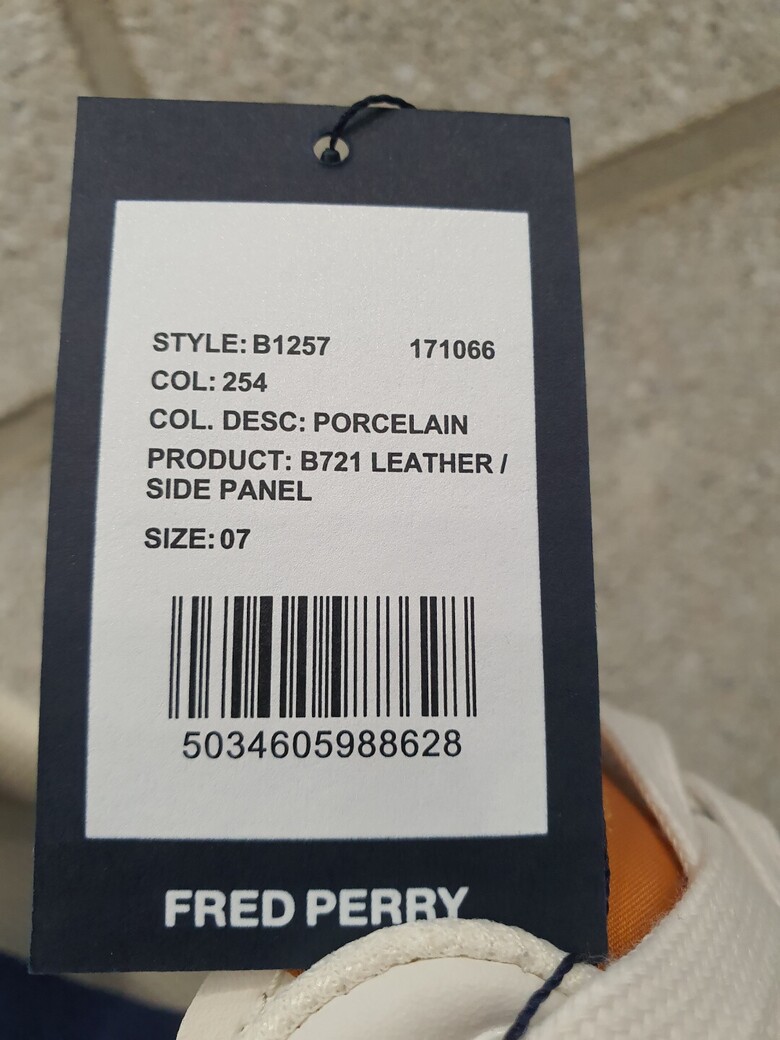 STYLE: B1257 171066
COL: 254
COL. DESC: PORCELAIN
PRODUCT: B721 LEATHER /
SIDE PANEL
SIZE: 07
5034605988628
FRED PERRY